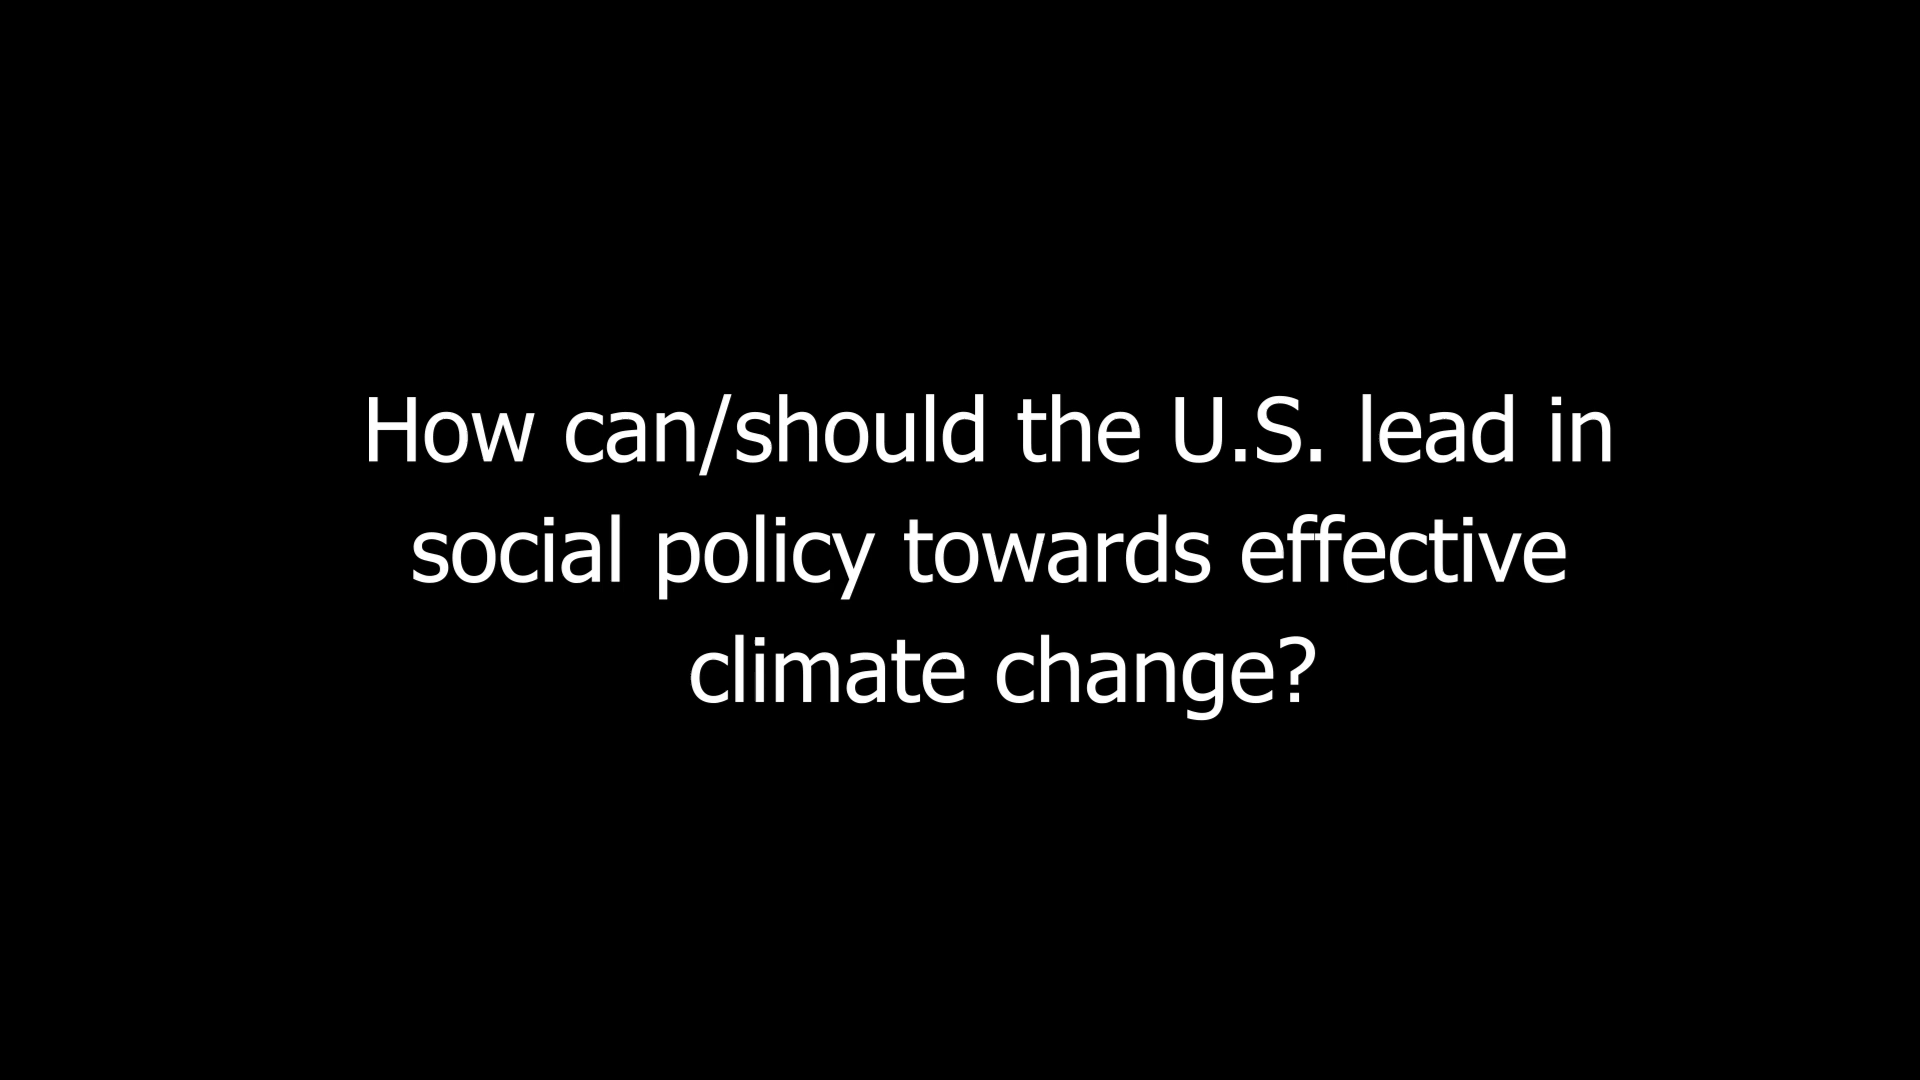 How can/should the U.S. lead in
social policy towards effective
climate change?